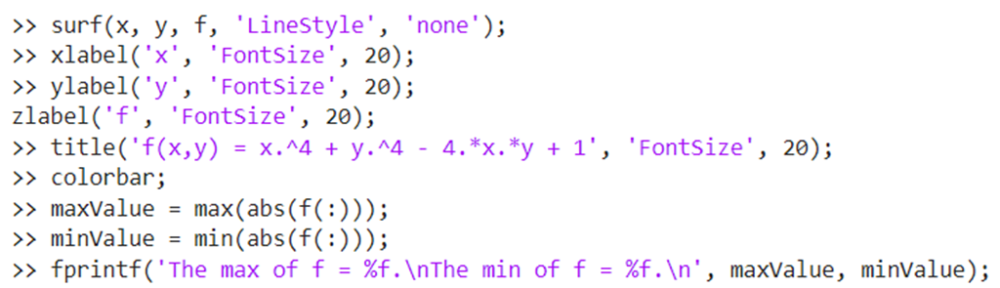 >> surf(x, y, f, 'LineStyle', 'none');
>> xlabel('x', 'FontSize', 20);
>> ylabel('y', 'FontSize', 20);
zlabel('f', 'FontSize', 20);
>> title('f(x,y) = x.^4 + y.^4 - 4.*x.*y + 1', 'FontSize', 20);
>> colorbar;
>> maxValue = max(abs(f(:)));
>> minValue = min(abs(f(:)));
>> fprintf('The max of f = %f.\nThe min of f = %f.\n', maxValue, minValue);